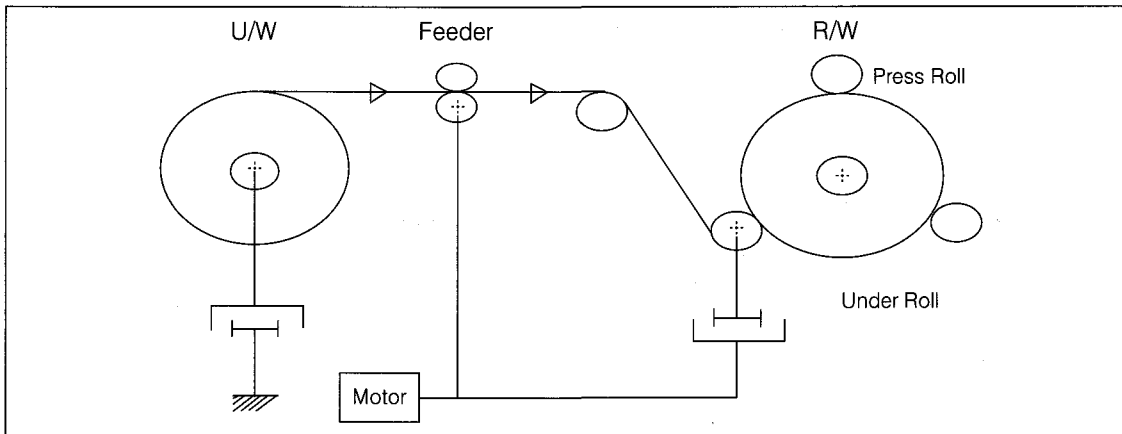 U/W
Feeder
R/W
Press Roll
Under Roll
Motor